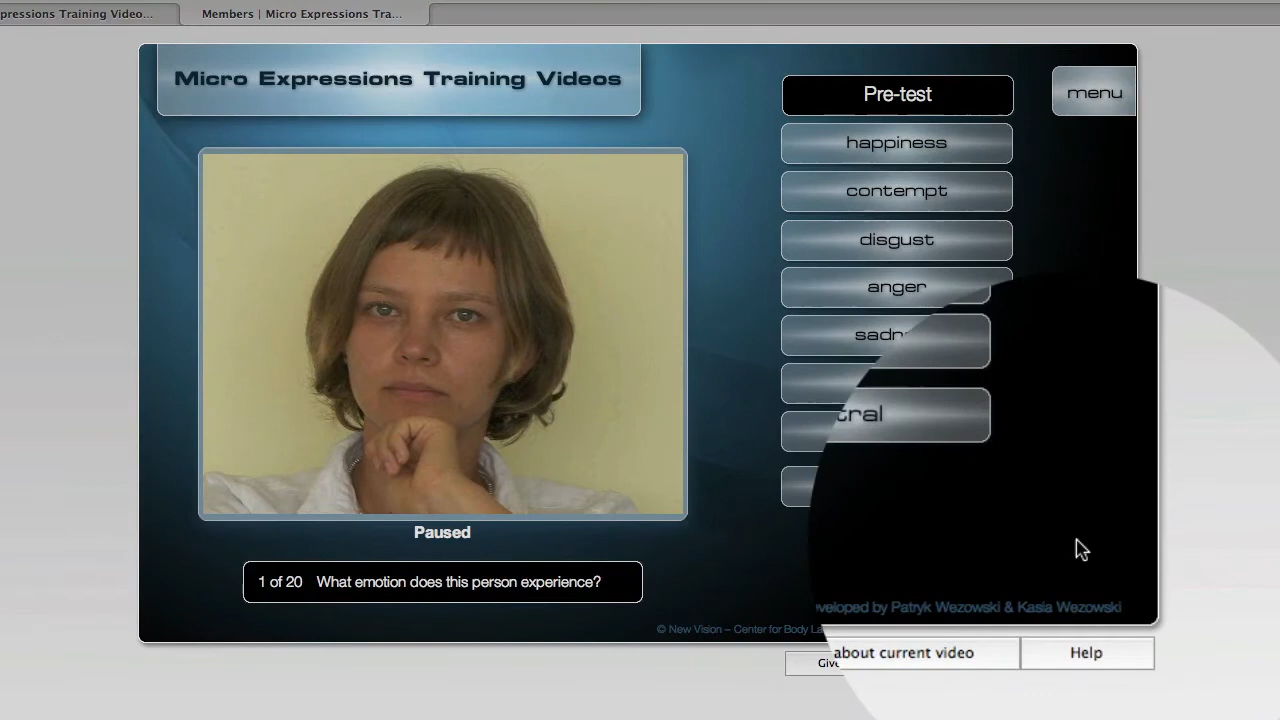 pressions Training Video...
Members | Micro Expressions Tra...
Micro Expressions Training Videos
Pre-test
menu
happiness
contempt
disgust
anger
sadn
tral
Paused
1 of 20 What emotion does this person experience?
veloped by Patryk Wezowski & Kasia Wezowski
© New Vision – Center for Body La
Give
about current video
Help